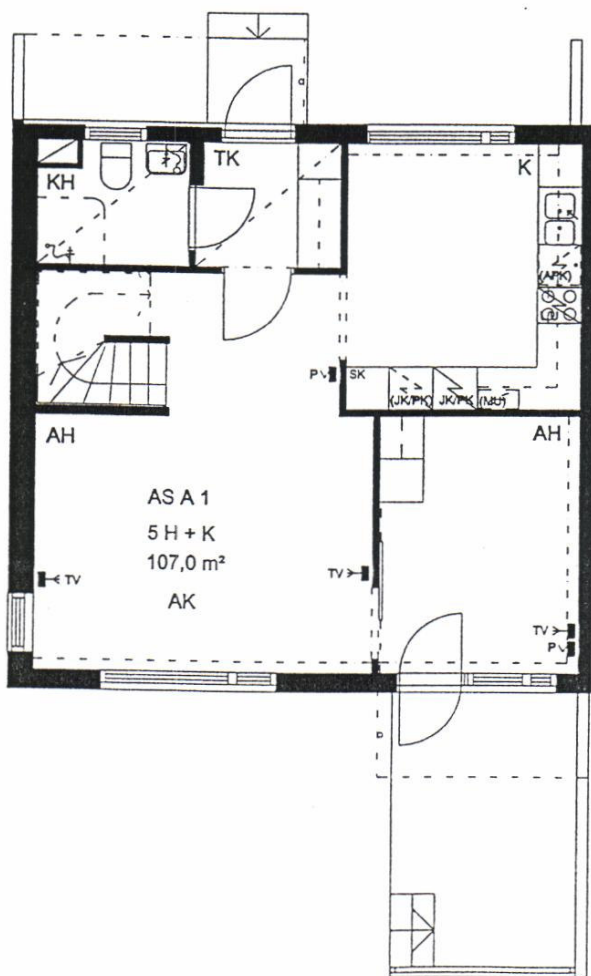 TK
KH
K
(APK)
P
SK
(JK/PK)
JK/PK
(MU)
AH
AH
AS A 1
5 H + K
107,0 m²
TV
TV
AK
TV
P